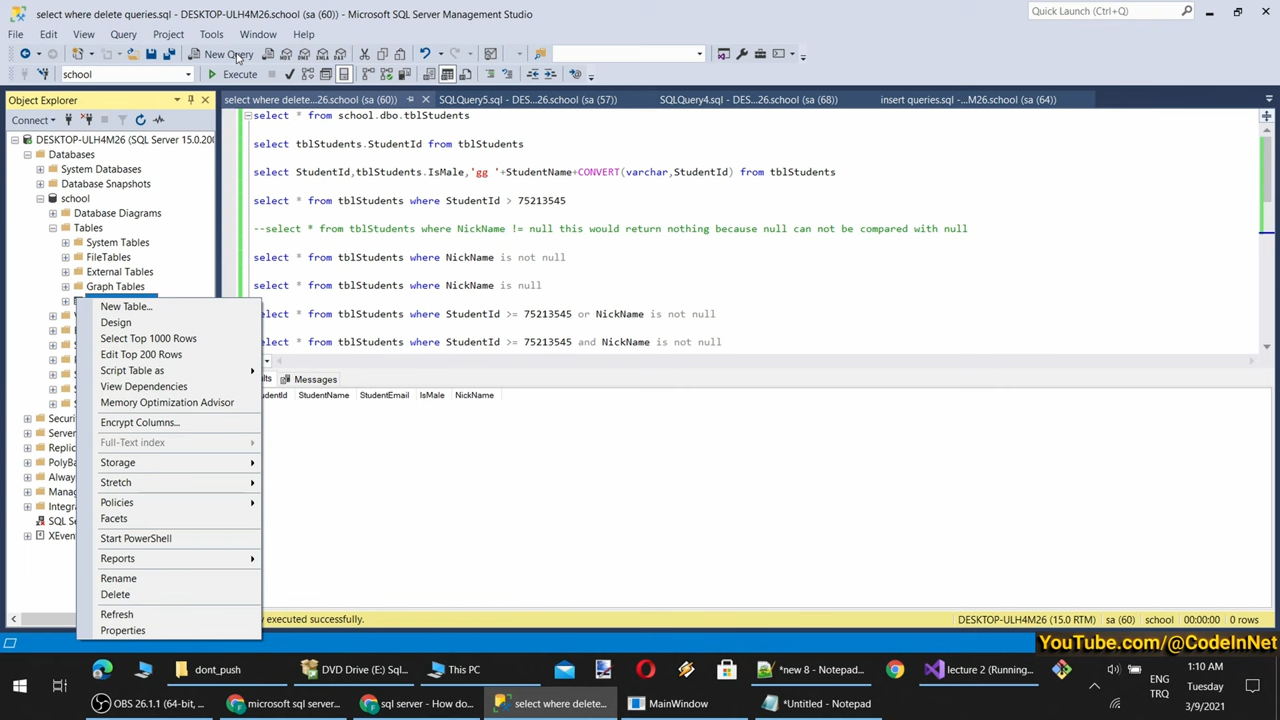 select where delete queries.sql - DESKTOP-ULH4M26.school (sa (60)) - Microsoft SQL Server Management Studio
Quick Launch (Ctrl+Q)
File Edit View Query Project Tools Window Help
New Query
school
Execute
Object Explorer
select where delete...26.school (sa (60))
SQLQuery5.sql - DES...26.school (sa (57))
SQLQuery4.sql - DES...26.school (sa (68))
insert queries.sql -...M26.school (sa (64))
Connect
DESKTOP-ULH4M26 (SQL Server 15.0.200
Databases
System Databases
Database Snapshots
school
Database Diagrams
Tables
System Tables
FileTables
External Tables
Graph Tables
Securi
Server
Replic
PolyBa
Alway
Manag
Integra
SQL Se
XEven
New Table...
Design
Select Top 1000 Rows
Edit Top 200 Rows
Script Table as
View Dependencies
Memory Optimization Advisor
Encrypt Columns...
Full-Text index
Storage
Stretch
Policies
Facets
Start PowerShell
Reports
Rename
Delete
Refresh
Properties
select * from school.dbo.tblStudents
select tblStudents.StudentId from tblStudents
select StudentId,tblStudents.IsMale,'gg '+StudentName+CONVERT(varchar,StudentId) from tblStudents
select * from tblStudents where StudentId > 75213545
--select * from tblStudents where NickName != null this would return nothing because null can not be compared with null
select * from tblStudents where NickName is not null
select * from tblStudents where NickName is null
select * from tblStudents where StudentId >= 75213545 or NickName is not null
select * from tblStudents where StudentId >= 75213545 and NickName is not null
Messages
StudentName StudentEmail IsMale NickName
executed successfully.
DESKTOP-ULH4M26 (15.0 RTM) sa (60) school 00:00:00 0 rows
YouTube.com/@CodeInNet
dont_push
DVD Drive (E:) Sql...
This PC
*new 8 - Notepad...
lecture 2 (Running...
OBS 26.1.1 (64-bit, ...
microsoft sql server...
sql server - How do...
select where delete...
MainWindow
*Untitled - Notepad
ENG
TRQ
1:10 AM
Tuesday
3/9/2021